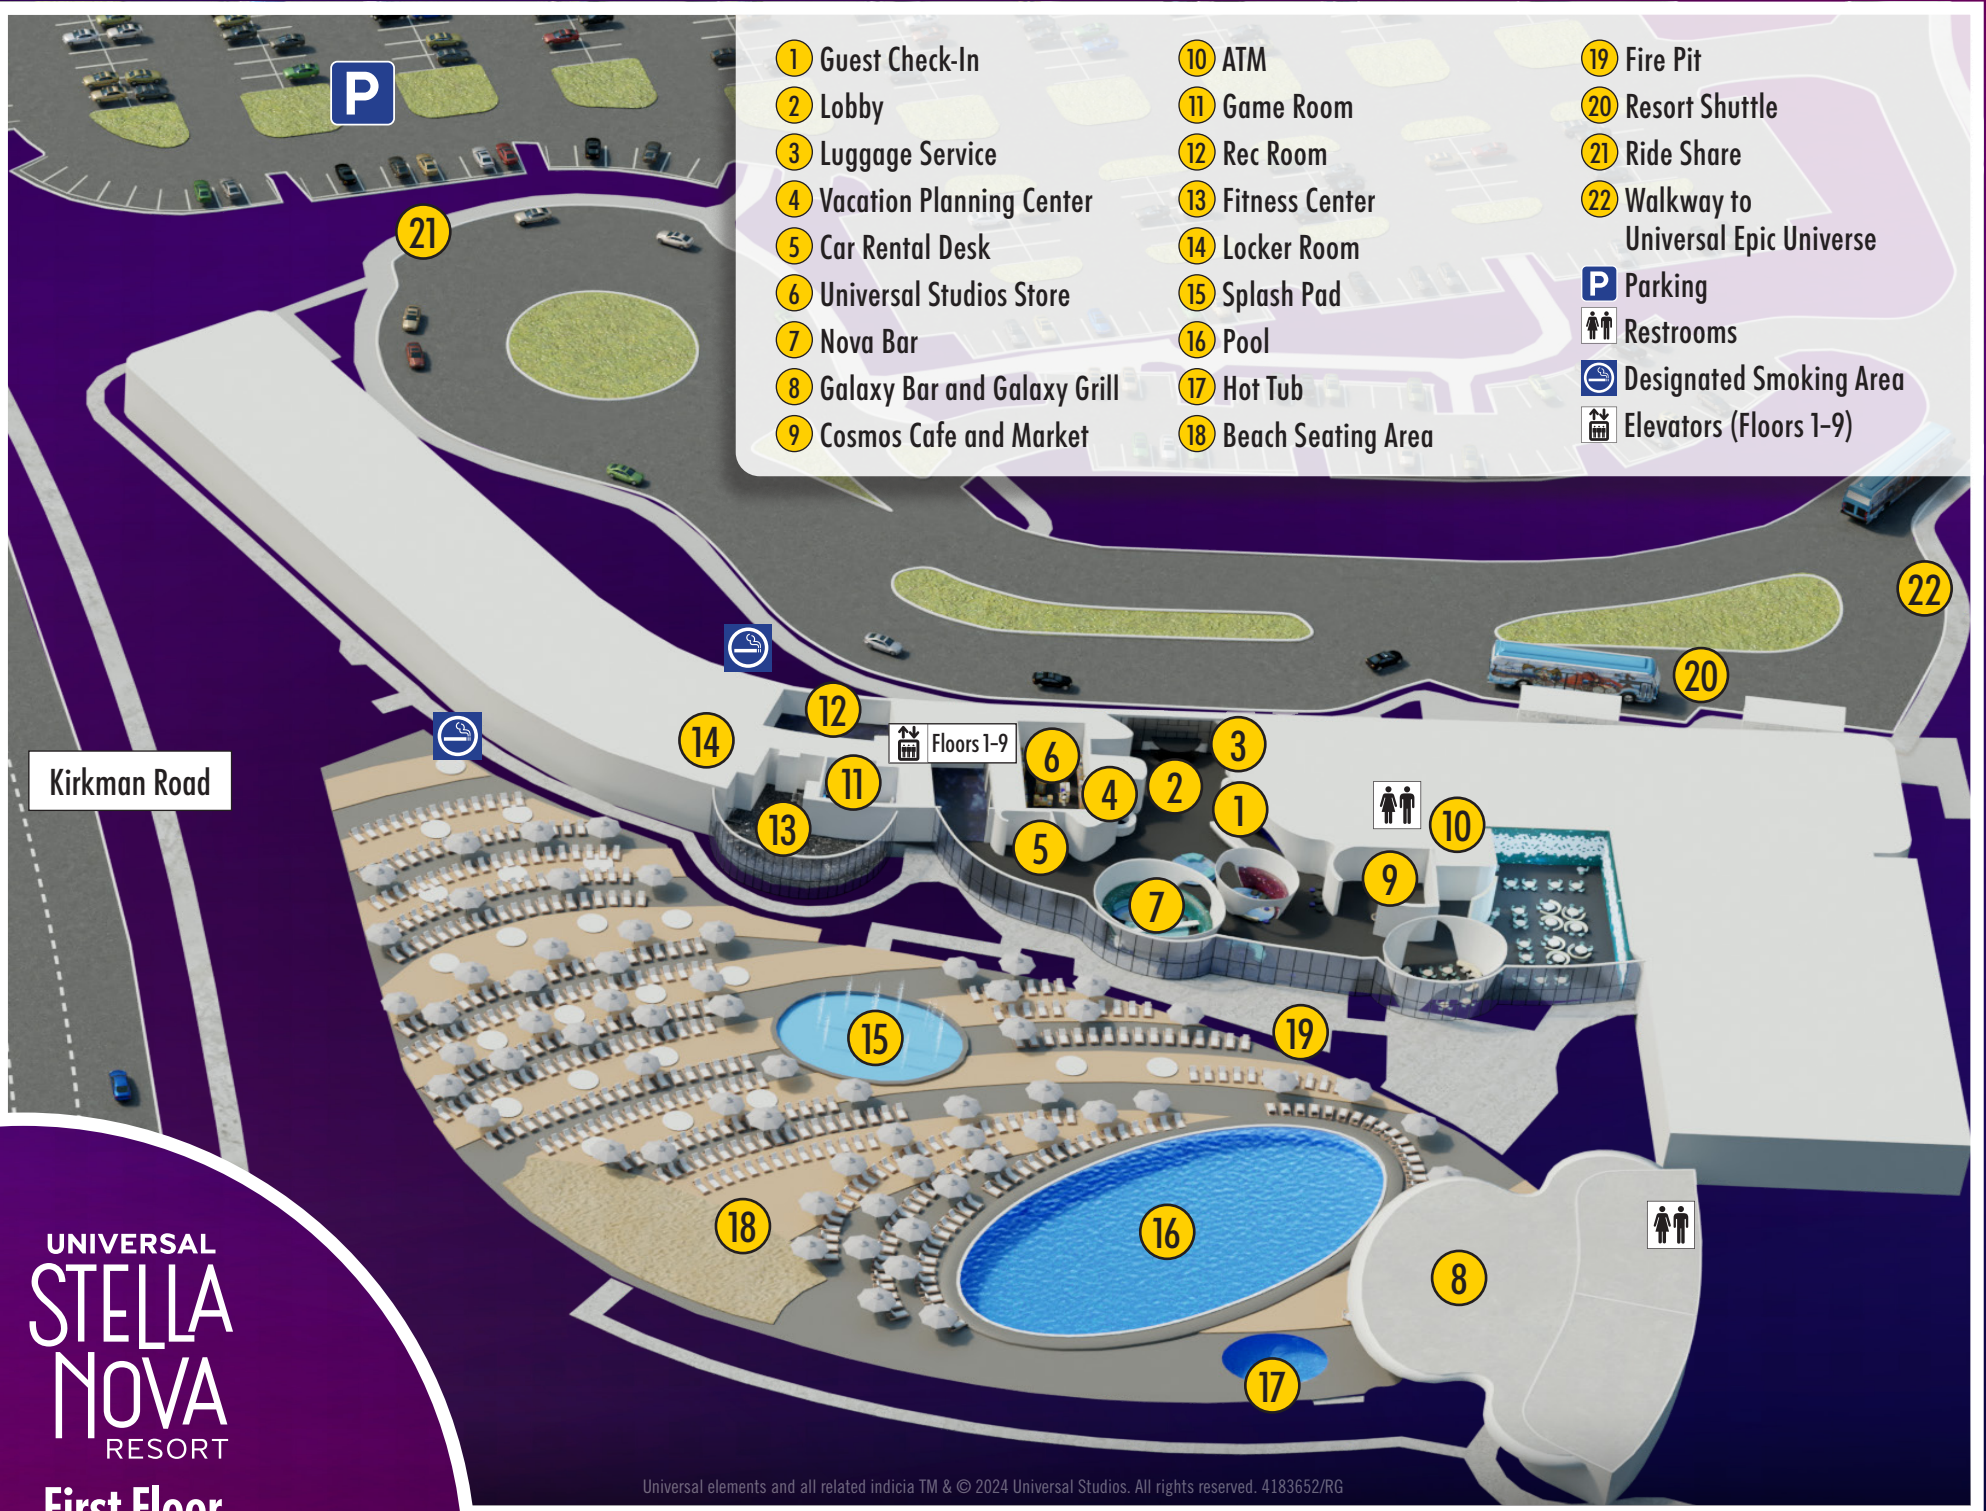 1 Guest Check-In
2 Lobby
3 Luggage Service
4 Vacation Planning Center
5 Car Rental Desk
6 Universal Studios Store
7 Nova Bar
8 Galaxy Bar and Galaxy Grill
9 Cosmos Cafe and Market
10 ATM
11 Game Room
12 Rec Room
13 Fitness Center
14 Locker Room
15 Splash Pad
16 Pool
17 Hot Tub
18 Beach Seating Area
19 Fire Pit
20 Resort Shuttle
21 Ride Share
22 Walkway to
Universal Epic Universe
P Parking
Restrooms
Designated Smoking Area
Elevators (Floors 1-9)
P
21
22
20
12
14
Floors 1-9
6
3
11
4
2
1
10
13
5
9
7
Kirkman Road
15
19
18
16
8
17
UNIVERSAL
STELLA
NOVA
RESORT
First Floor
Universal elements and all related indicia TM & © 2024 Universal Studios. All rights reserved. 4183652/RG